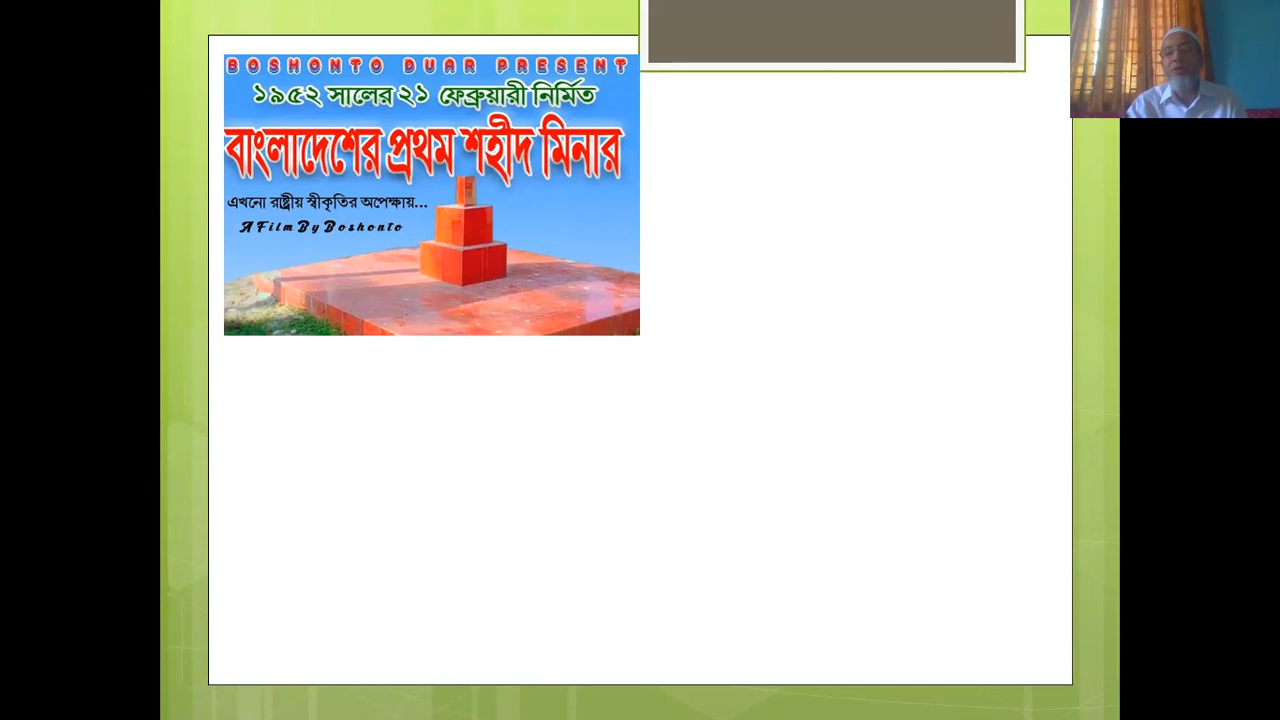 BOSHONTO DUAR PRESENT
১৯৫২ সালের ২১ ফেব্রুয়ারী নির্মিত
বাংলাদেশের প্রথম শহীদ মিনার
এখনো রাষ্ট্রীয় স্বীকৃতির অপেক্ষায়...
A Film By Boshonto